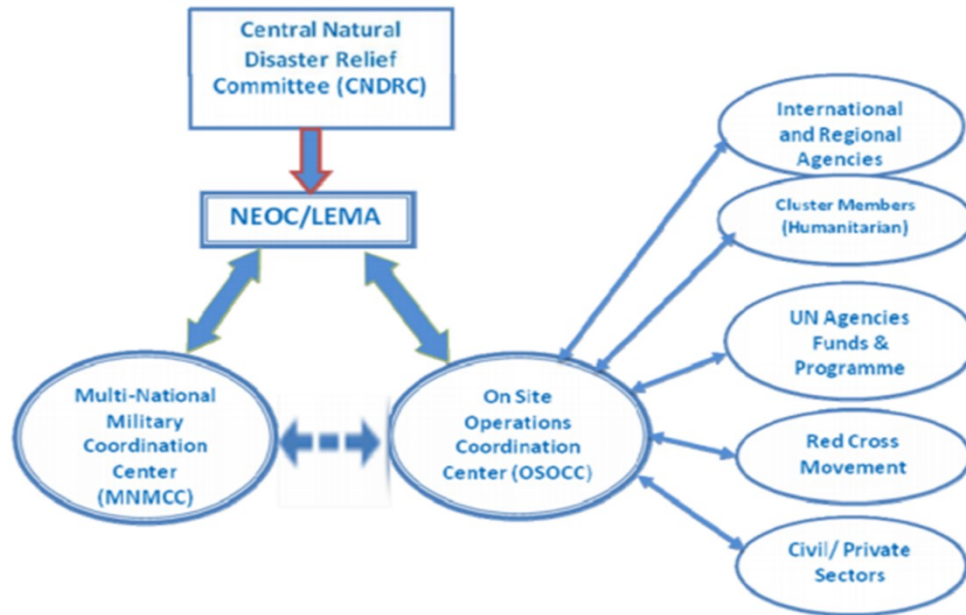 Central Natural
Disaster Relief
Committee (CNDRC)
NEOC/LEMA
Multi-National
Military
Coordination
Center
(MNMCC)
On Site
Operations
Coordination
Center (OSOCC)
International
and Regional
Agencies
Cluster Members
(Humanitarian)
UN Agencies
Funds &
Programme
Red Cross
Movement
Civil/ Private
Sectors